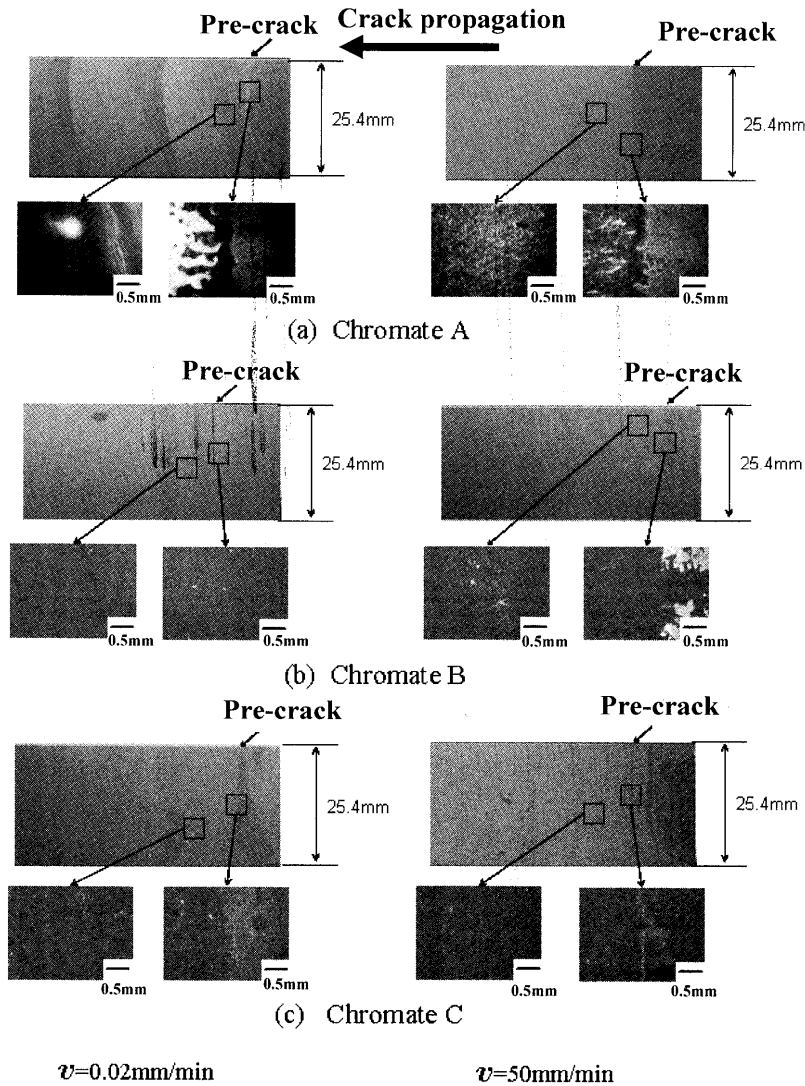 Crack propagation
Pre-crack
Pre-crack
25.4mm
25.4mm
0.5mm
0.5mm
0.5mm
0.5mm
(a) Chromate A
Pre-crack
Pre-crack
25.4mm
25.4mm
0.5mm
0.5mm
0.5mm
0.5mm
(b) Chromate B
Pre-crack
Pre-crack
25.4mm
25.4mm
0.5mm
0.5mm
0.5mm
0.5mm
(c) Chromate C
v=0.02mm/min
v=50mm/min